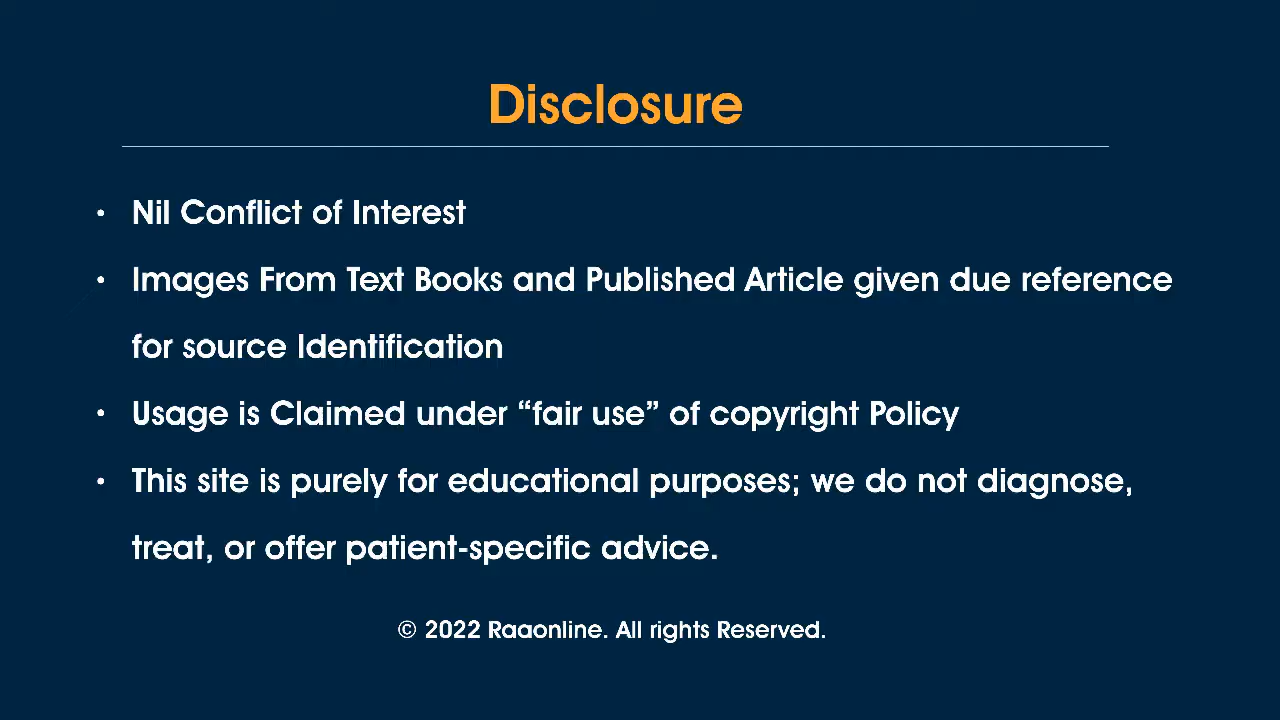 Disclosure
• Nil Conflict of Interest
• Images From Text Books and Published Article given due reference
for source Identification
• Usage is Claimed under “fair use” of copyright Policy
• This site is purely for educational purposes; we do not diagnose,
treat, or offer patient-specific advice.
© 2022 Raaonline. All rights Reserved.